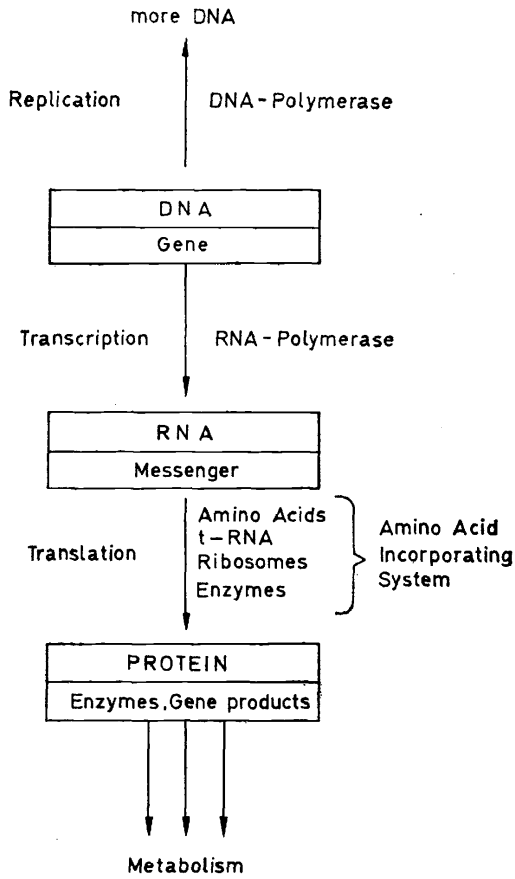 more DNA
Replication DNA-Polymerase
DNA
Gene
Transcription RNA-Polymerase
RNA
Messenger
Translation
Amino Acids
t-RNA
Ribosomes
Enzymes
Amino Acid
Incorporating
System
PROTEIN
Enzymes,Gene products
Metabolism